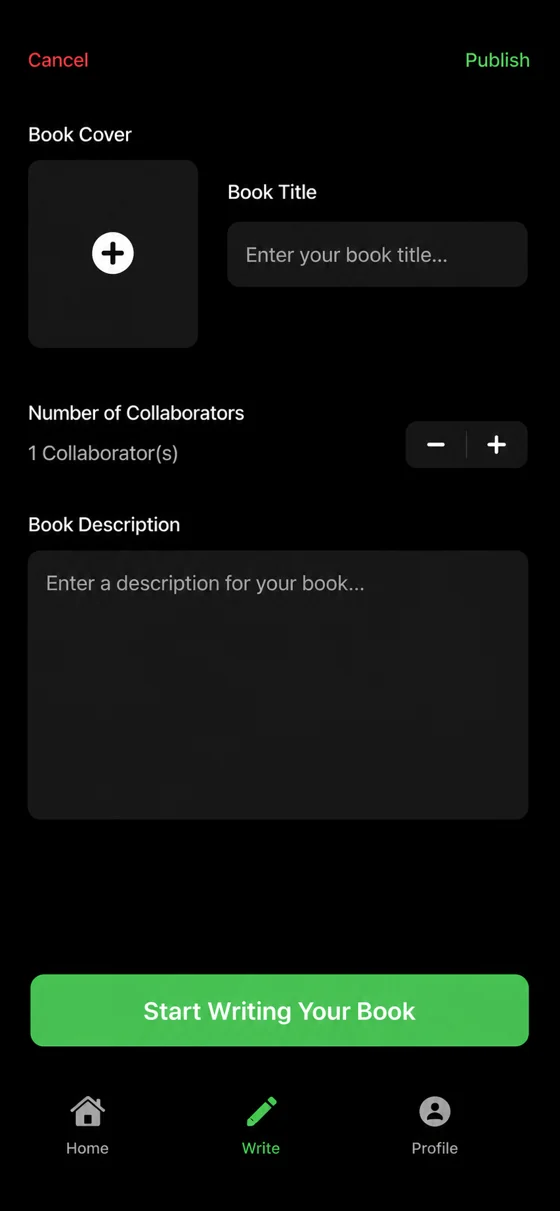 Cancel
Publish
Book Cover
Book Title
Enter your book title...
Number of Collaborators
1 Collaborator(s)
Book Description
Enter a description for your book...
Start Writing Your Book
Home
Write
Profile